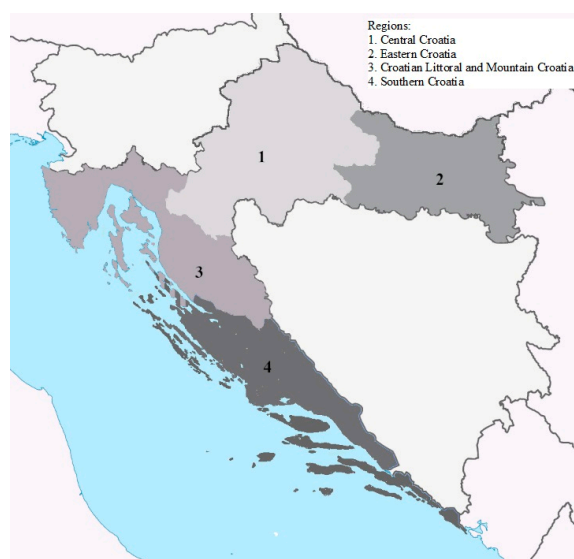 Regions:
1. Central Croatia
2. Eastern Croatia
3. Croatian Littoral and Mountain Croatia
4. Southern Croatia
1
2
3
4